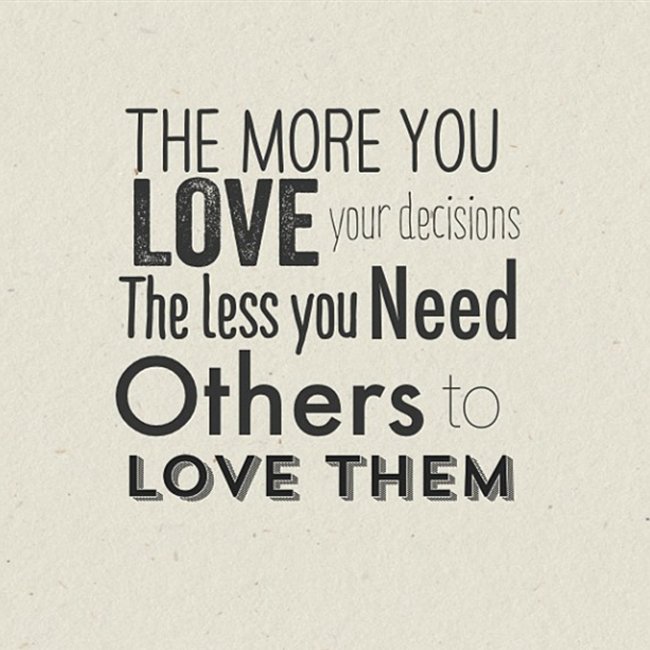 THE MORE YOU
LOVE your decisions
The less you Need
Others to
LOVE THEM